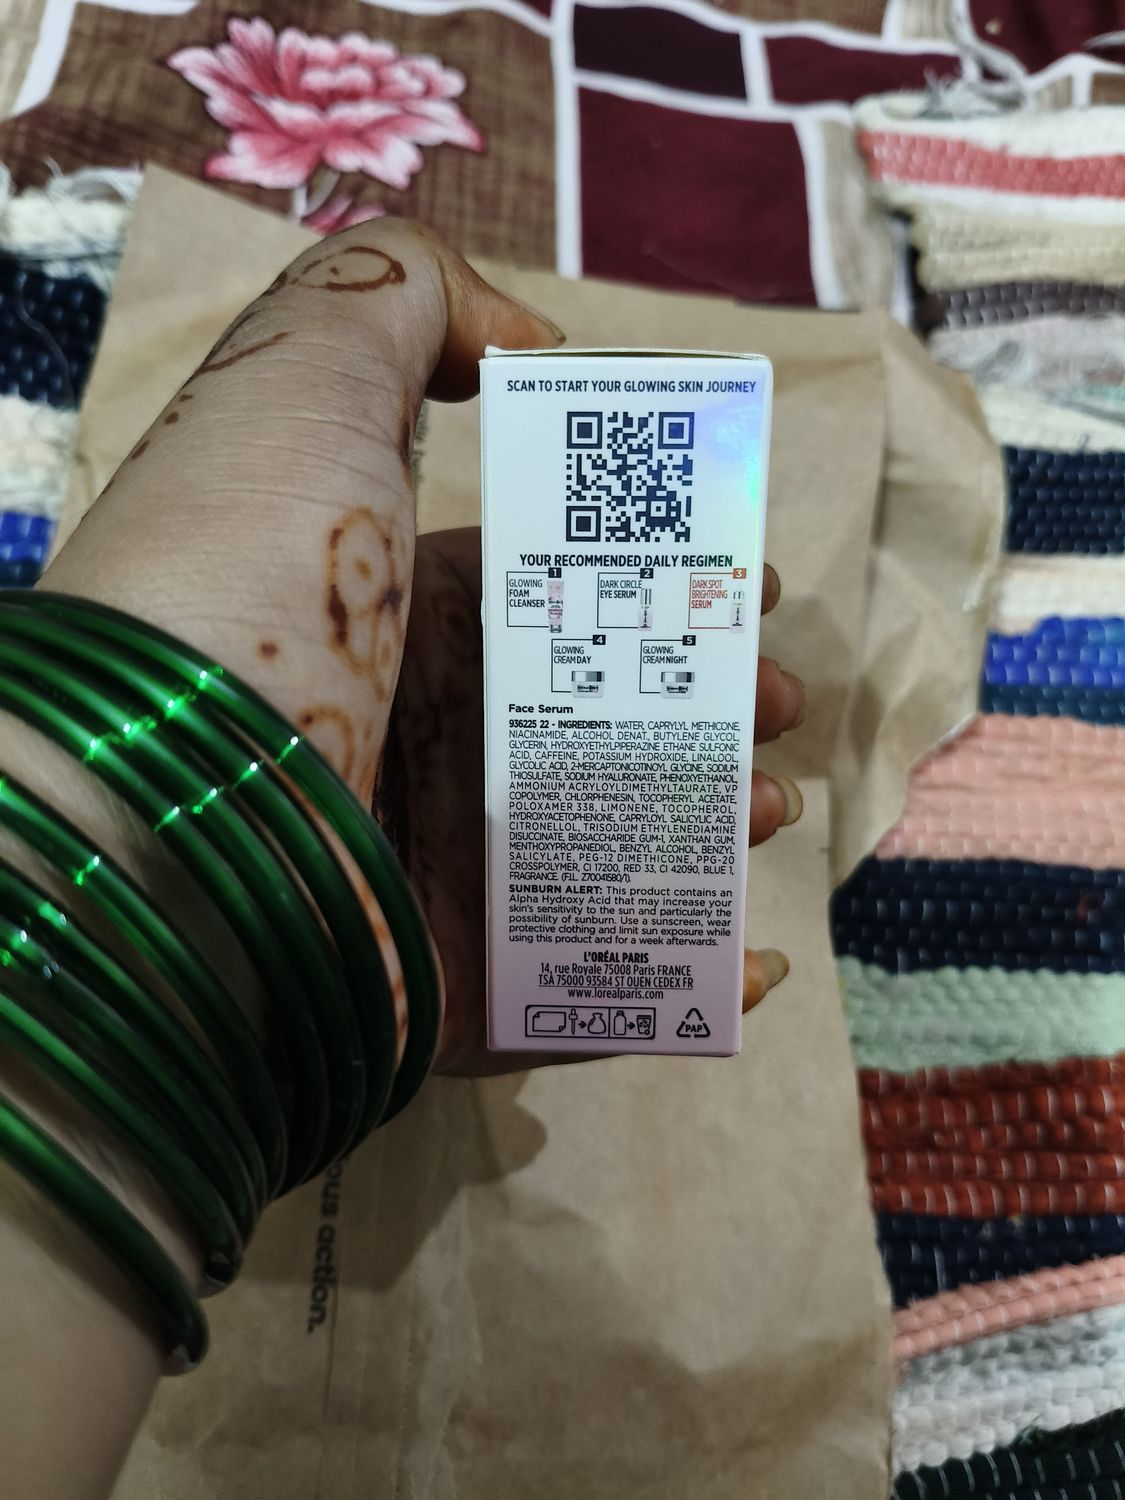 SCAN TO START YOUR GLOWING SKIN JOURNEY
YOUR RECOMMENDED DAILY REGIMEN
1
GLOWING
FOAM
CLEANSER
2
DARK CIRCLE
EYE SERUM
3
DARK SPOT
BRIGHTENING
SERUM
4
GLOWING
CREAM DAY
5
GLOWING
CREAM NIGHT
Face Serum
936225 22 - INGREDIENTS: WATER, CAPRYLYL METHICONE,
NIACINAMIDE, ALCOHOL DENAT., BUTYLENE GLYCOL,
GLYCERIN, HYDROXYETHYLPIPERAZINE ETHANE SULFONIC
ACID, CAFFEINE, POTASSIUM HYDROXIDE, LINALOOL,
GLYCOLIC ACID, 2-MERCAPTONICOTINOYL GLYCINE, SODIUM
THIOSULFATE, SODIUM HYALURONATE, PHENOXYETHANOL,
AMMONIUM ACRYLOYLDIMETHYLTAURATE, VP
COPOLYMER, CHLORPHENESIN, TOCOPHERYL ACETATE,
POLOXAMER 338, LIMONENE, TOCOPHEROL,
HYDROXYACETOPHENONE, CAPRYLOYL SALICYLIC ACID,
CITRONELLOL, TRISODIUM ETHYLENEDIAMINE
DISUCCINATE, BIOSACCHARIDE GUM-1, XANTHAN GUM,
MENTHOXYPROPANEDIOL, BENZYL ALCOHOL, BENZYL
SALICYLATE, PEG-12 DIMETHICONE, PPG-20
CROSSPOLYMER, CI 17200, RED 33, CI 42090, BLUE 1,
FRAGRANCE. (F.I.L. Z70041580/1).
SUNBURN ALERT: This product contains an
Alpha Hydroxy Acid that may increase your
skin's sensitivity to the sun and particularly the
possibility of sunburn. Use a sunscreen, wear
protective clothing and limit sun exposure while
using this product and for a week afterwards.
L'ORÉAL PARIS
14, rue Royale 75008 Paris FRANCE
TSA 75000 93584 ST OUEN CEDEX FR
www.lorealparis.com
PAP
ous action.